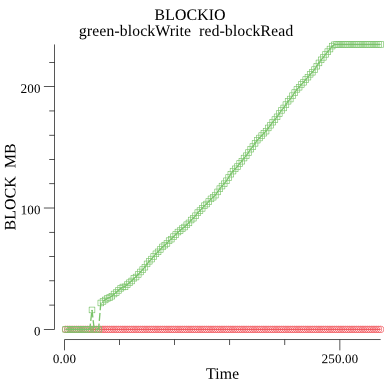 BLOCKIO
green-blockWrite red-blockRead
BLOCK MB
200
100
0
0.00 250.00
Time